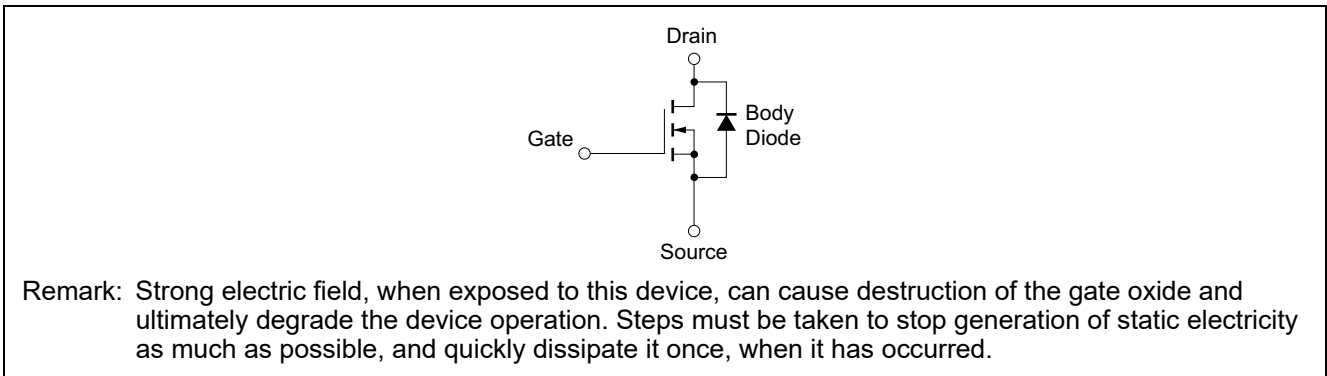 Drain
Body
Diode
Gate
Source
Remark: Strong electric field, when exposed to this device, can cause destruction of the gate oxide and
ultimately degrade the device operation. Steps must be taken to stop generation of static electricity
as much as possible, and quickly dissipate it once, when it has occurred.